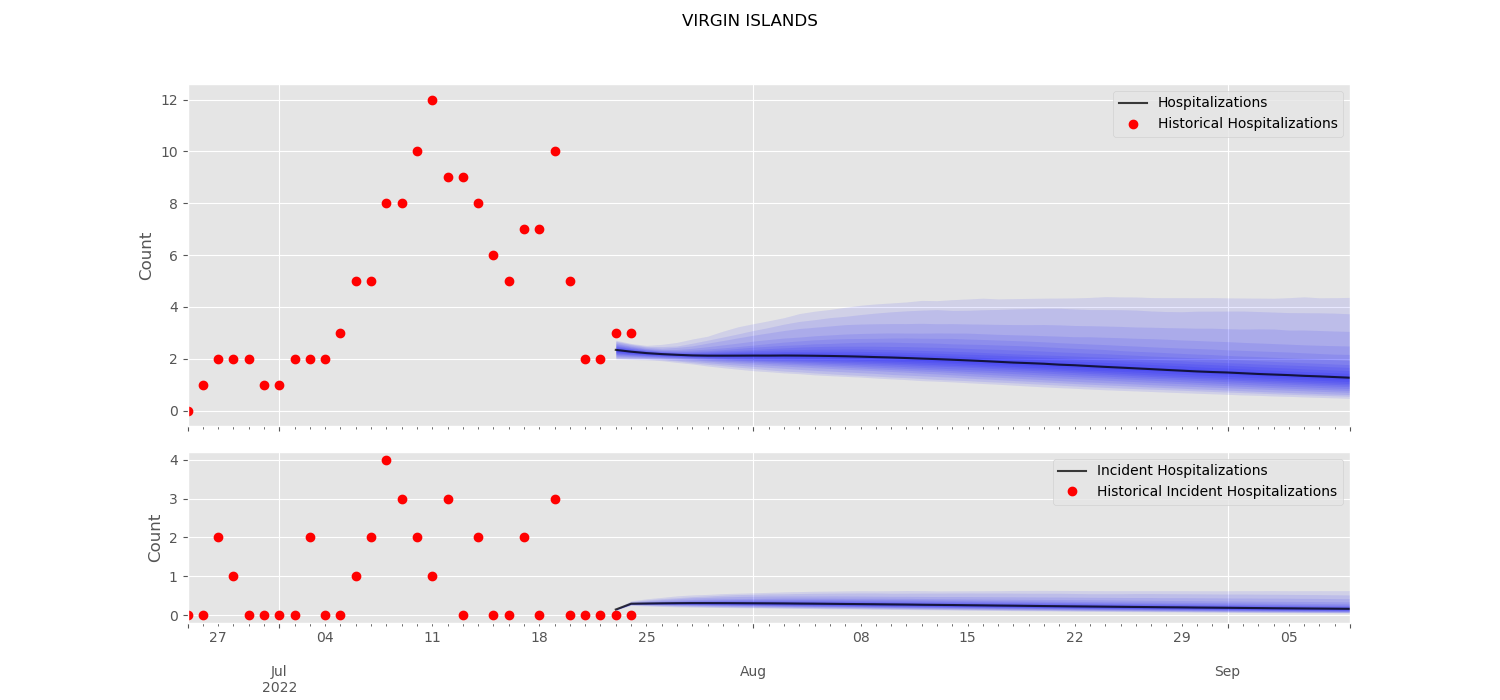 VIRGIN ISLANDS
12
10
8
6
4
2
0
Count
Hospitalizations
Historical Hospitalizations
4
3
2
1
0
Count
Incident Hospitalizations
Historical Incident Hospitalizations
27 04 11 18 25 08 15 22 29 05
Jul Aug Sep
2022